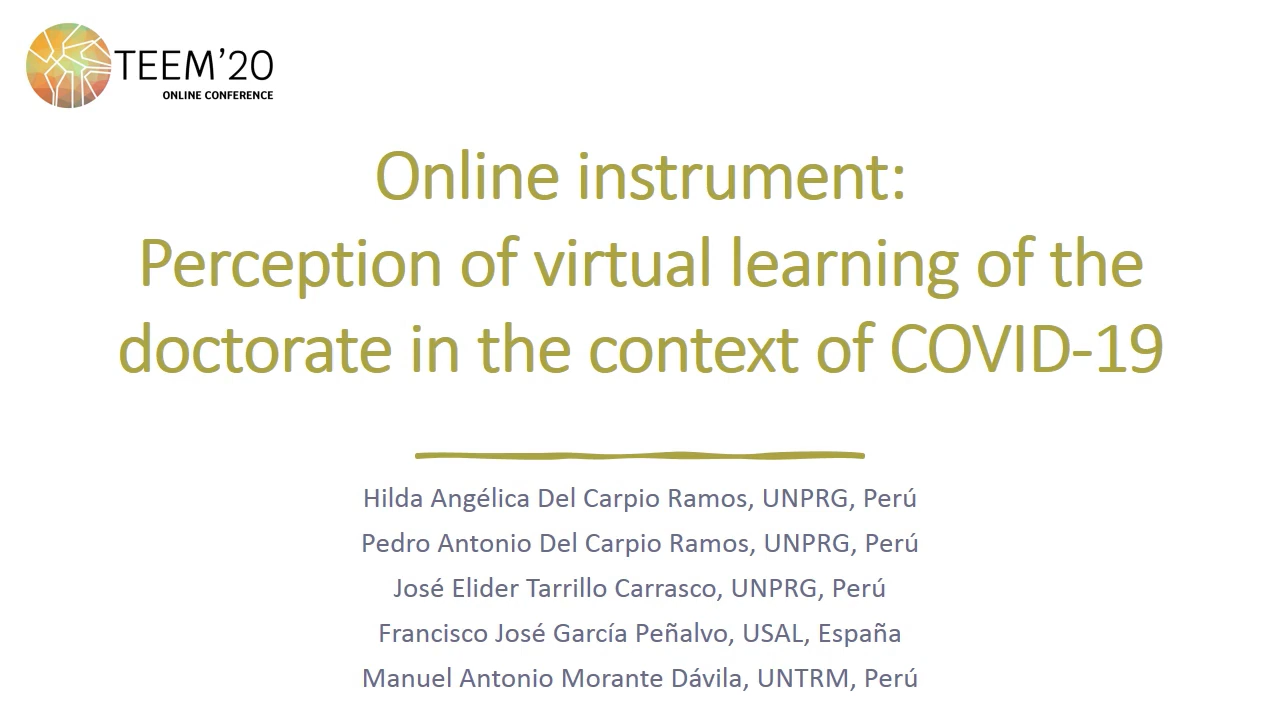 TEEM’20
ONLINE CONFERENCE
Online instrument:
Perception of virtual learning of the
doctorate in the context of COVID-19
Hilda Angélica Del Carpio Ramos, UNPRG, Perú
Pedro Antonio Del Carpio Ramos, UNPRG, Perú
José Elider Tarrillo Carrasco, UNPRG, Perú
Francisco José García Peñalvo, USAL, España
Manuel Antonio Morante Dávila, UNTRM, Perú